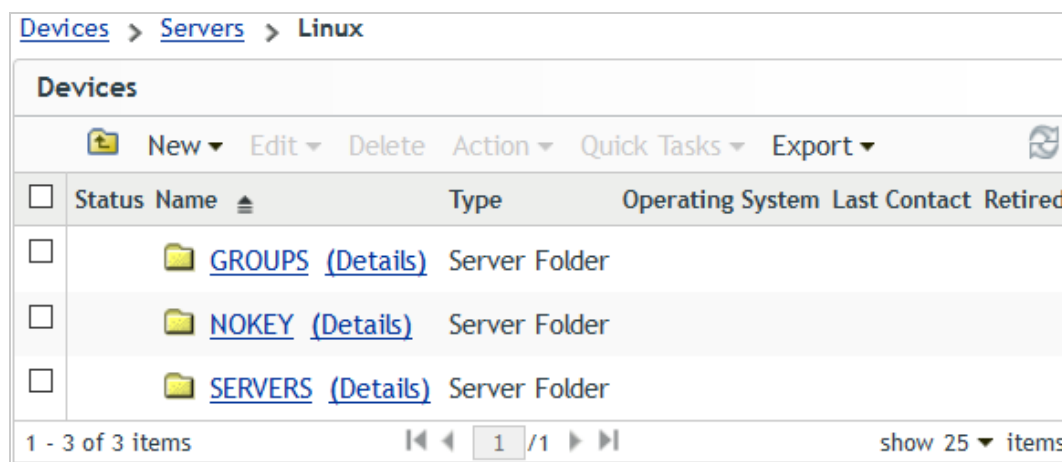 Devices > Servers > Linux
Devices
New Edit Delete Action Quick Tasks Export
Status Name Type Operating System Last Contact Retired
GROUPS (Details) Server Folder
NOKEY (Details) Server Folder
SERVERS (Details) Server Folder
1 - 3 of 3 items 1 /1 show 25 items